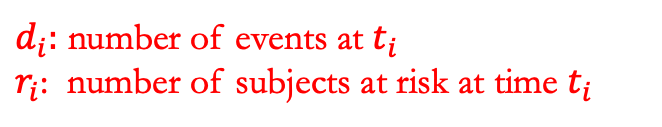 dᵢ: number of events at tᵢ
rᵢ: number of subjects at risk at time tᵢ